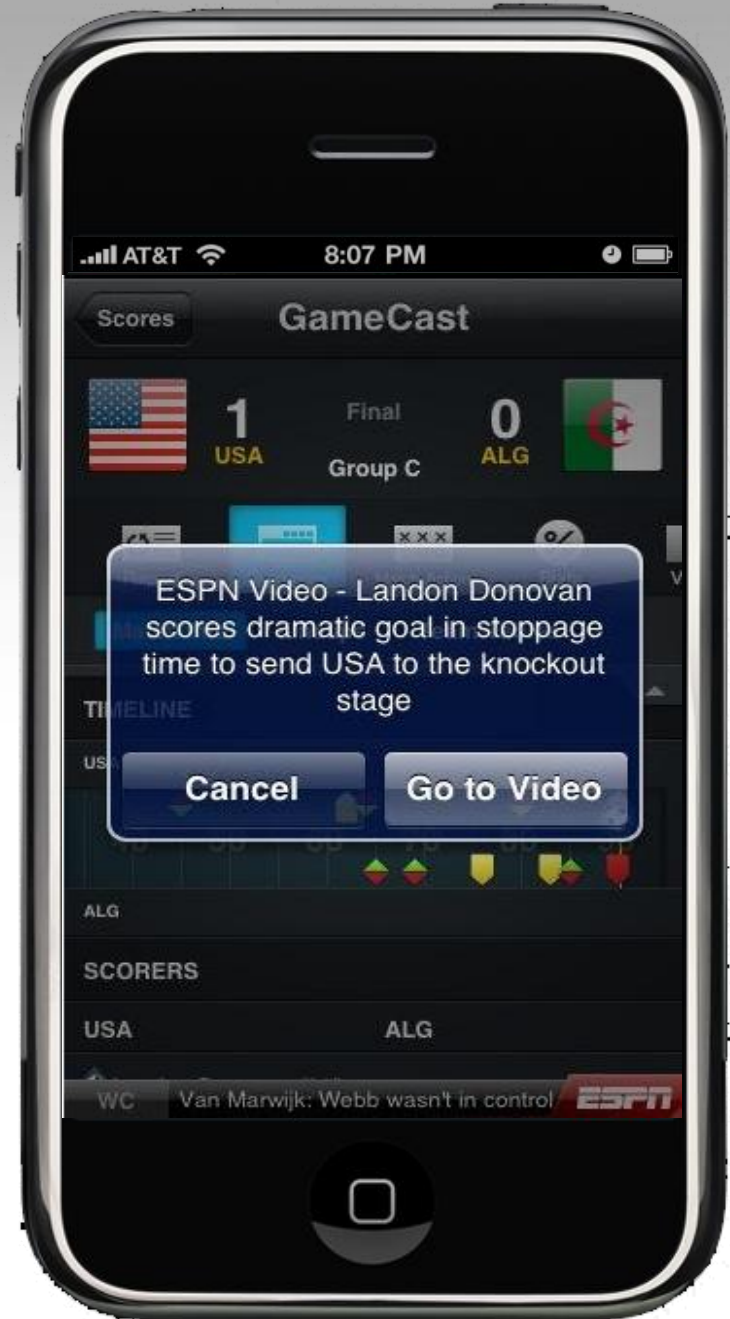 AT&T 8:07 PM
Scores GameCast
1 Final 0
USA Group C ALG
ESPN Video - Landon Donovan
scores dramatic goal in stoppage
time to send USA to the knockout
stage
Cancel Go to Video
TIMELINE
ALG
SCORERS
USA ALG
WC Van Marwijk: Webb wasn't in control ESPN